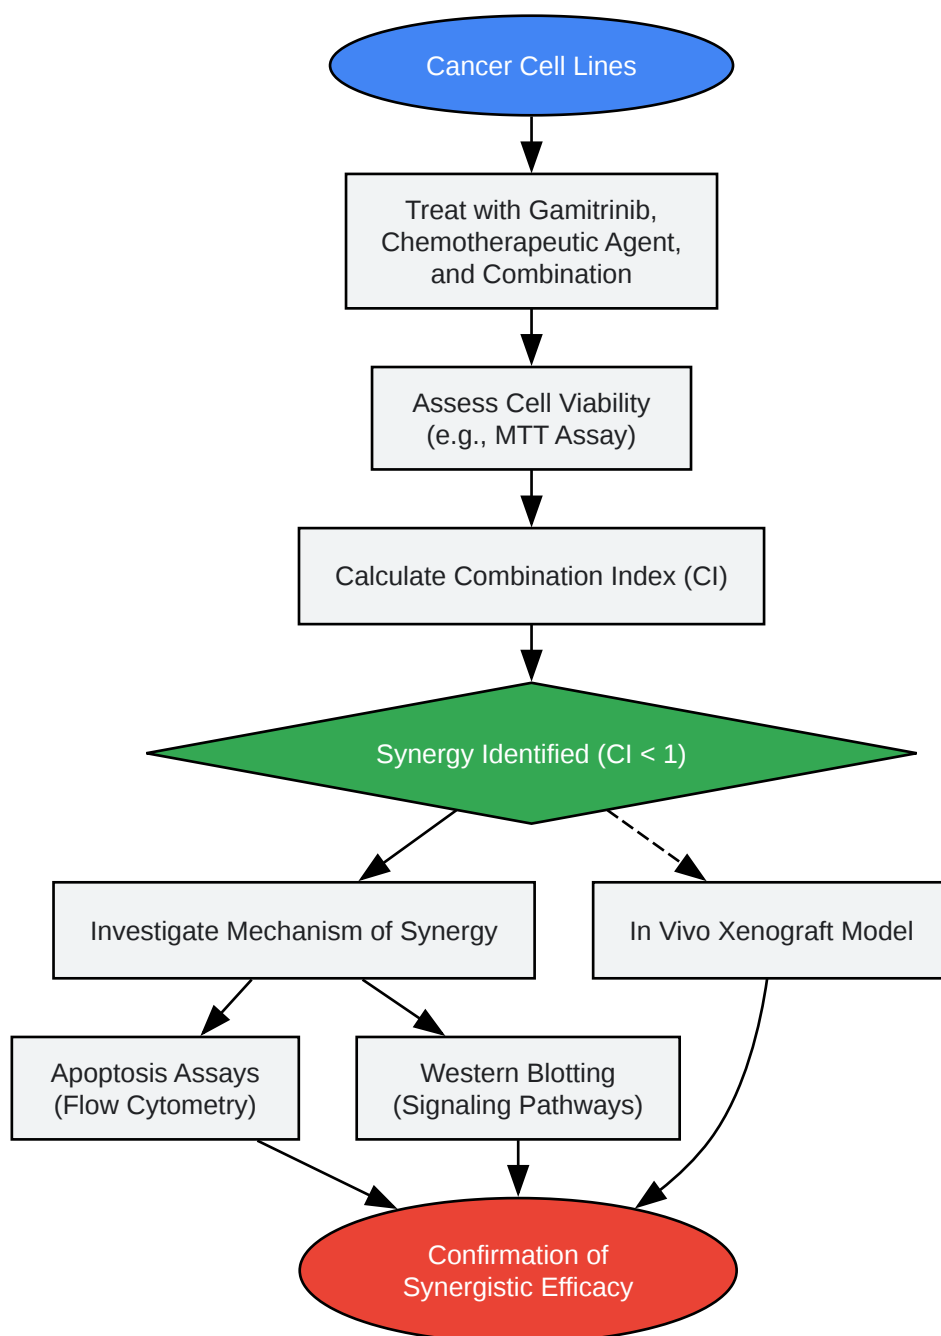 Cancer Cell Lines
Treat with Gamitrinib,
Chemotherapeutic Agent,
and Combination
Assess Cell Viability
(e.g., MTT Assay)
Calculate Combination Index (CI)
Synergy Identified (CI < 1)
Investigate Mechanism of Synergy
In Vivo Xenograft Model
Apoptosis Assays
(Flow Cytometry)
Western Blotting
(Signaling Pathways)
Confirmation of
Synergistic Efficacy